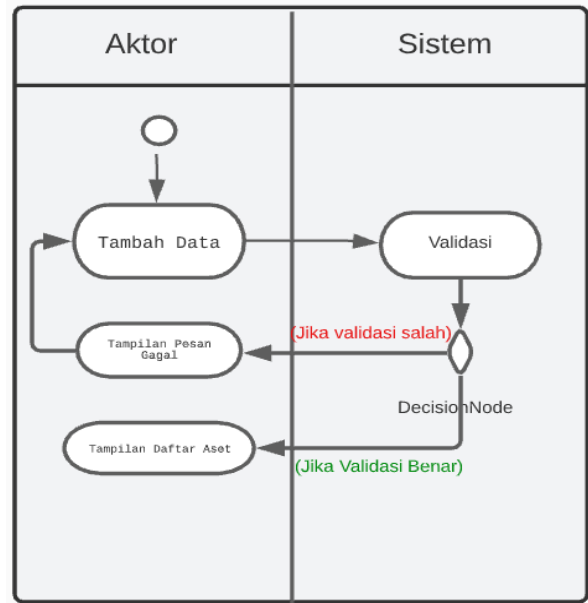 Aktor
Sistem
Tambah Data
Validasi
(Jika validasi salah)
Tampilan Pesan
Gagal
DecisionNode
Tampilan Daftar Aset
(Jika Validasi Benar)